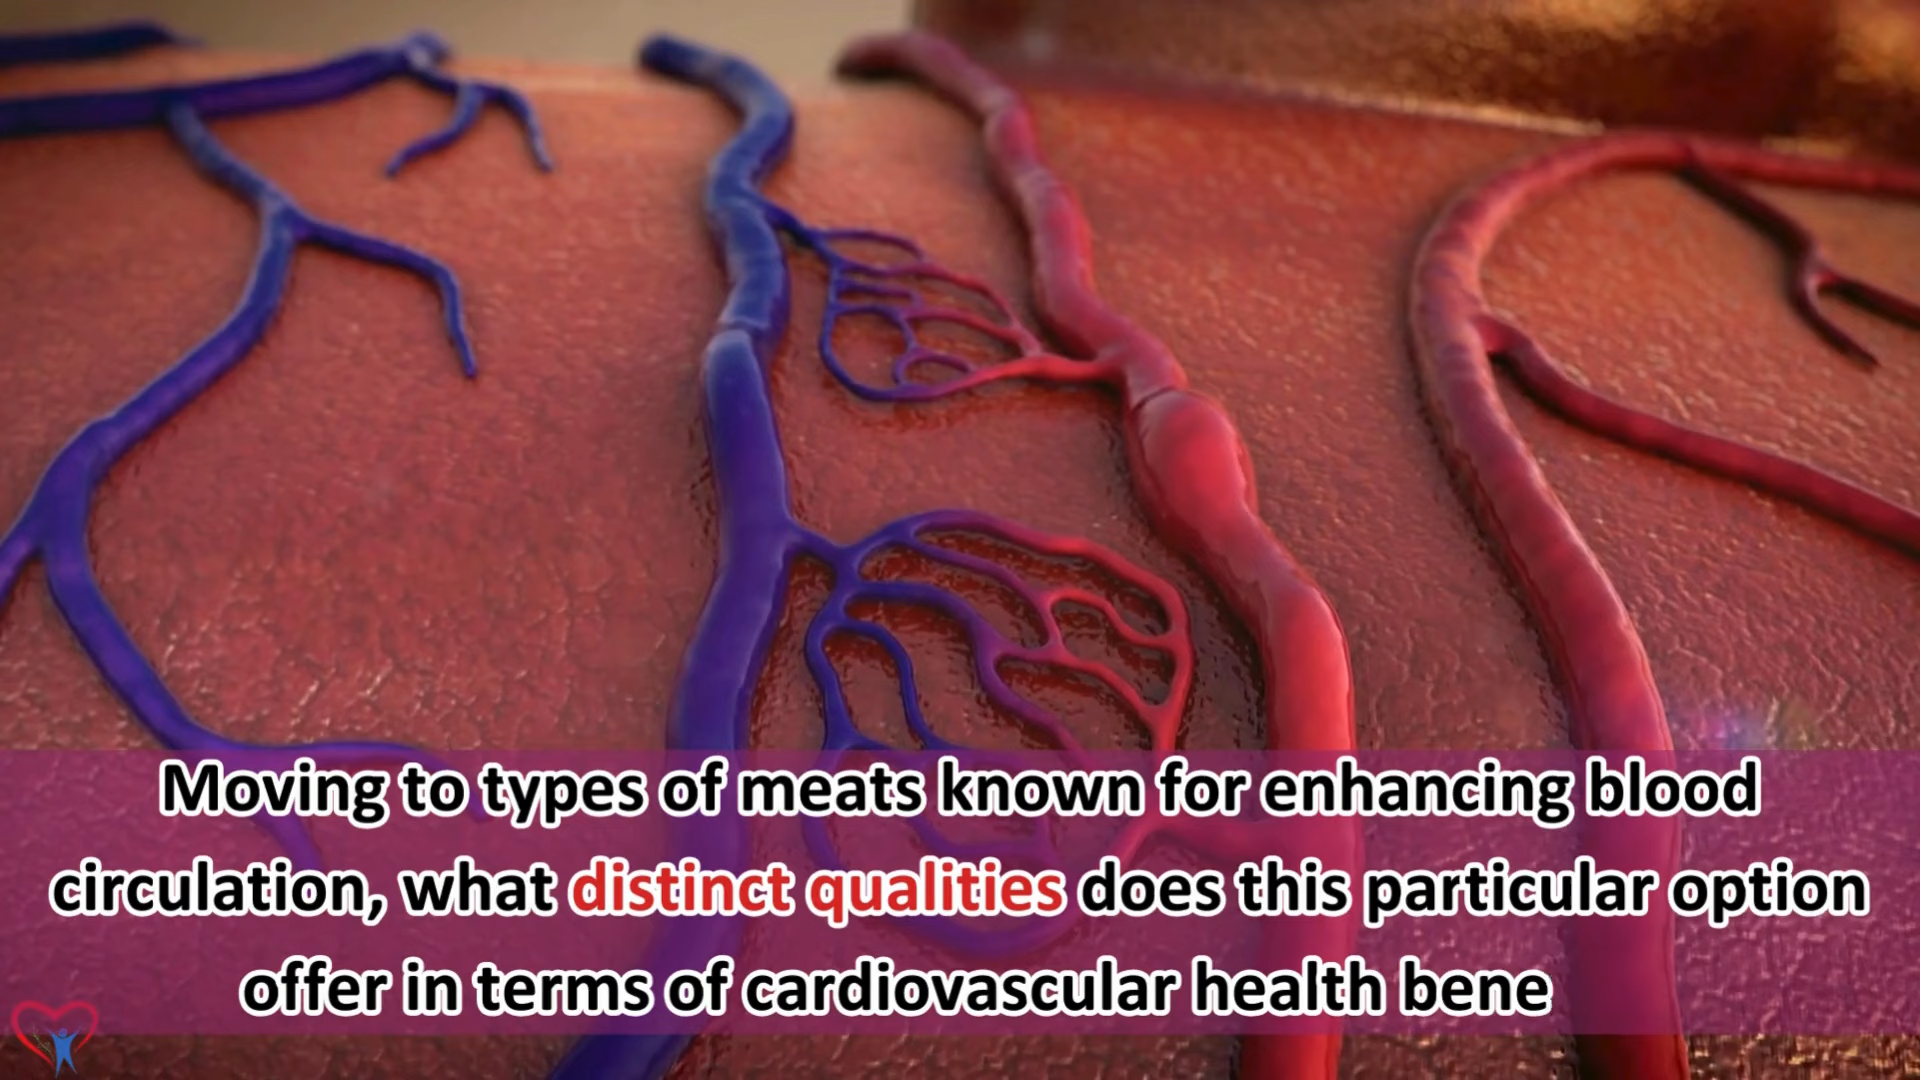 Moving to types of meats known for enhancing blood
circulation, what distinct qualities does this particular option
offer in terms of cardiovascular health bene